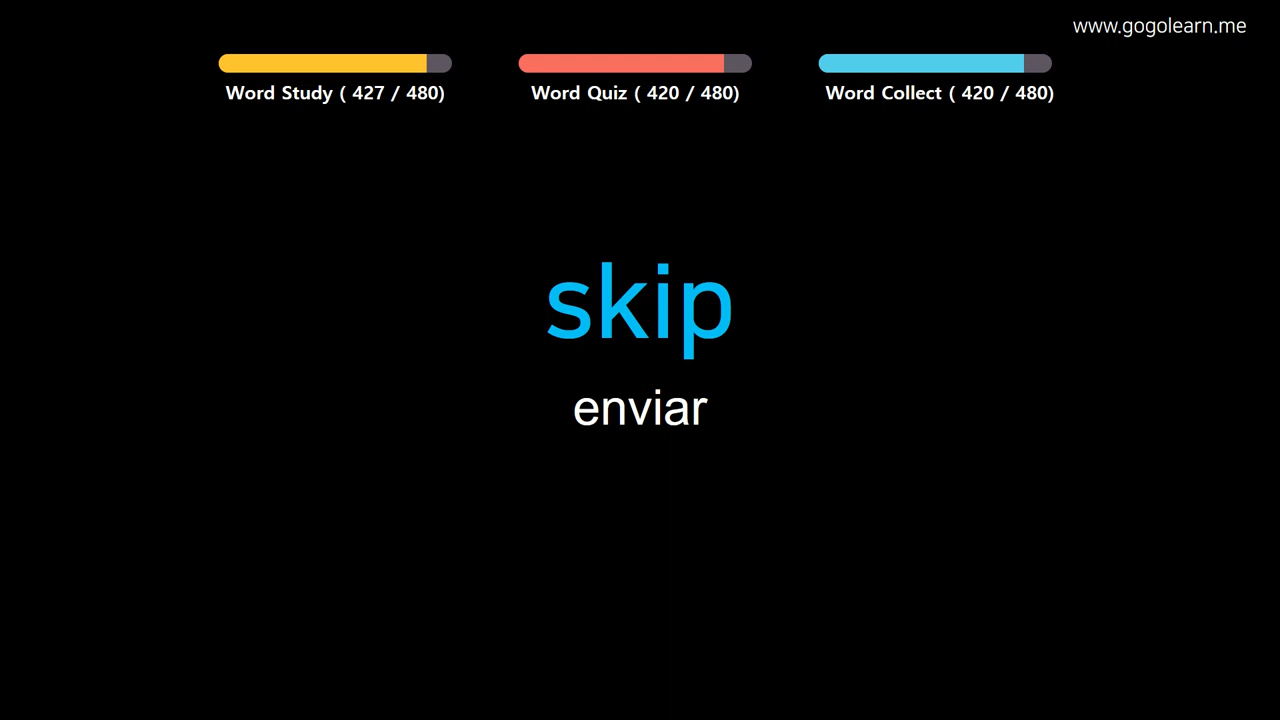 www.gogolearn.me
Word Study ( 427 / 480)
Word Quiz ( 420 / 480)
Word Collect ( 420 / 480)
skip
enviar